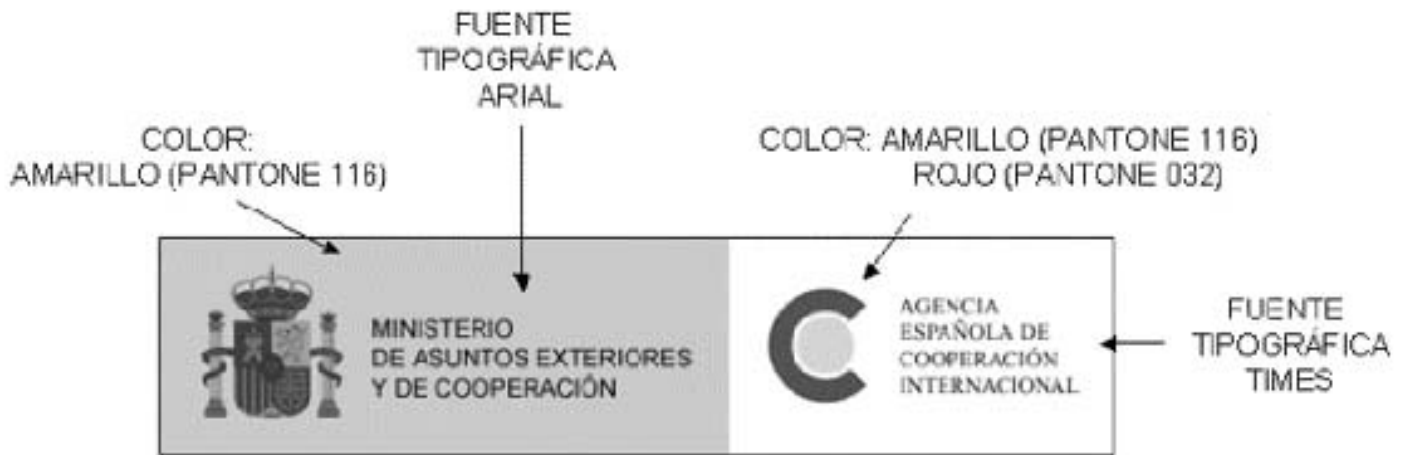 FUENTE
TIPOGRÁFICA
ARIAL
COLOR:
AMARILLO (PANTONE 116)
COLOR: AMARILLO (PANTONE 116)
ROJO (PANTONE 032)
MINISTERIO
DE ASUNTOS EXTERIORES
Y DE COOPERACIÓN
AGENCIA
ESPAÑOLA DE
COOPERACIÓN
INTERNACIONAL
FUENTE
TIPOGRÁFICA
TIMES